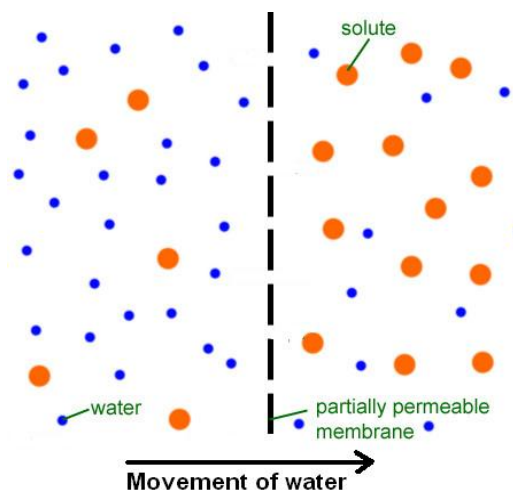 solute
water
partially permeable
membrane
Movement of water